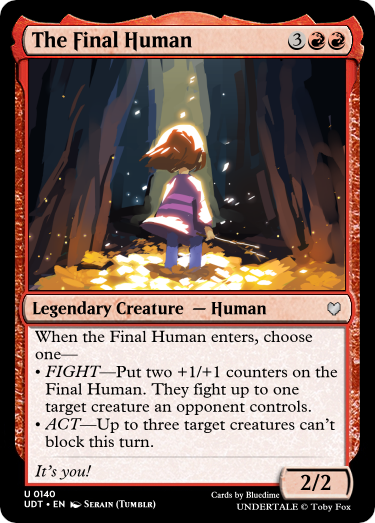 The Final Human 3
Legendary Creature — Human
When the Final Human enters, choose
one—
• FIGHT—Put two +1/+1 counters on the
Final Human. They fight up to one
target creature an opponent controls.
• ACT—Up to three target creatures can't
block this turn.
It's you!
2/2
U 0140
UDT • EN Serain (Tumblr)
Cards by Bluedime
UNDERTALE © Toby Fox